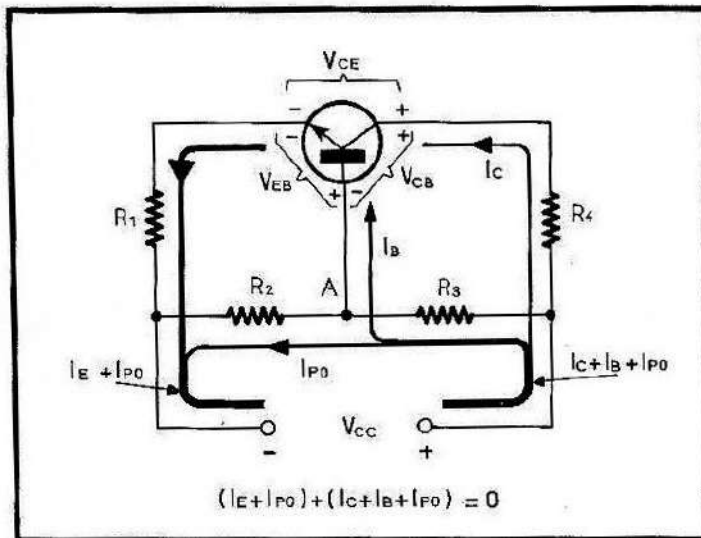 VCE
- +
- +
VEB VCB
+ -
IC
R1 R4
IB
R2 A R3
IE + IPO IPO IC+IB+IPO
VCC
- +
(IE+IPO)+(IC+IB+IPO) = 0